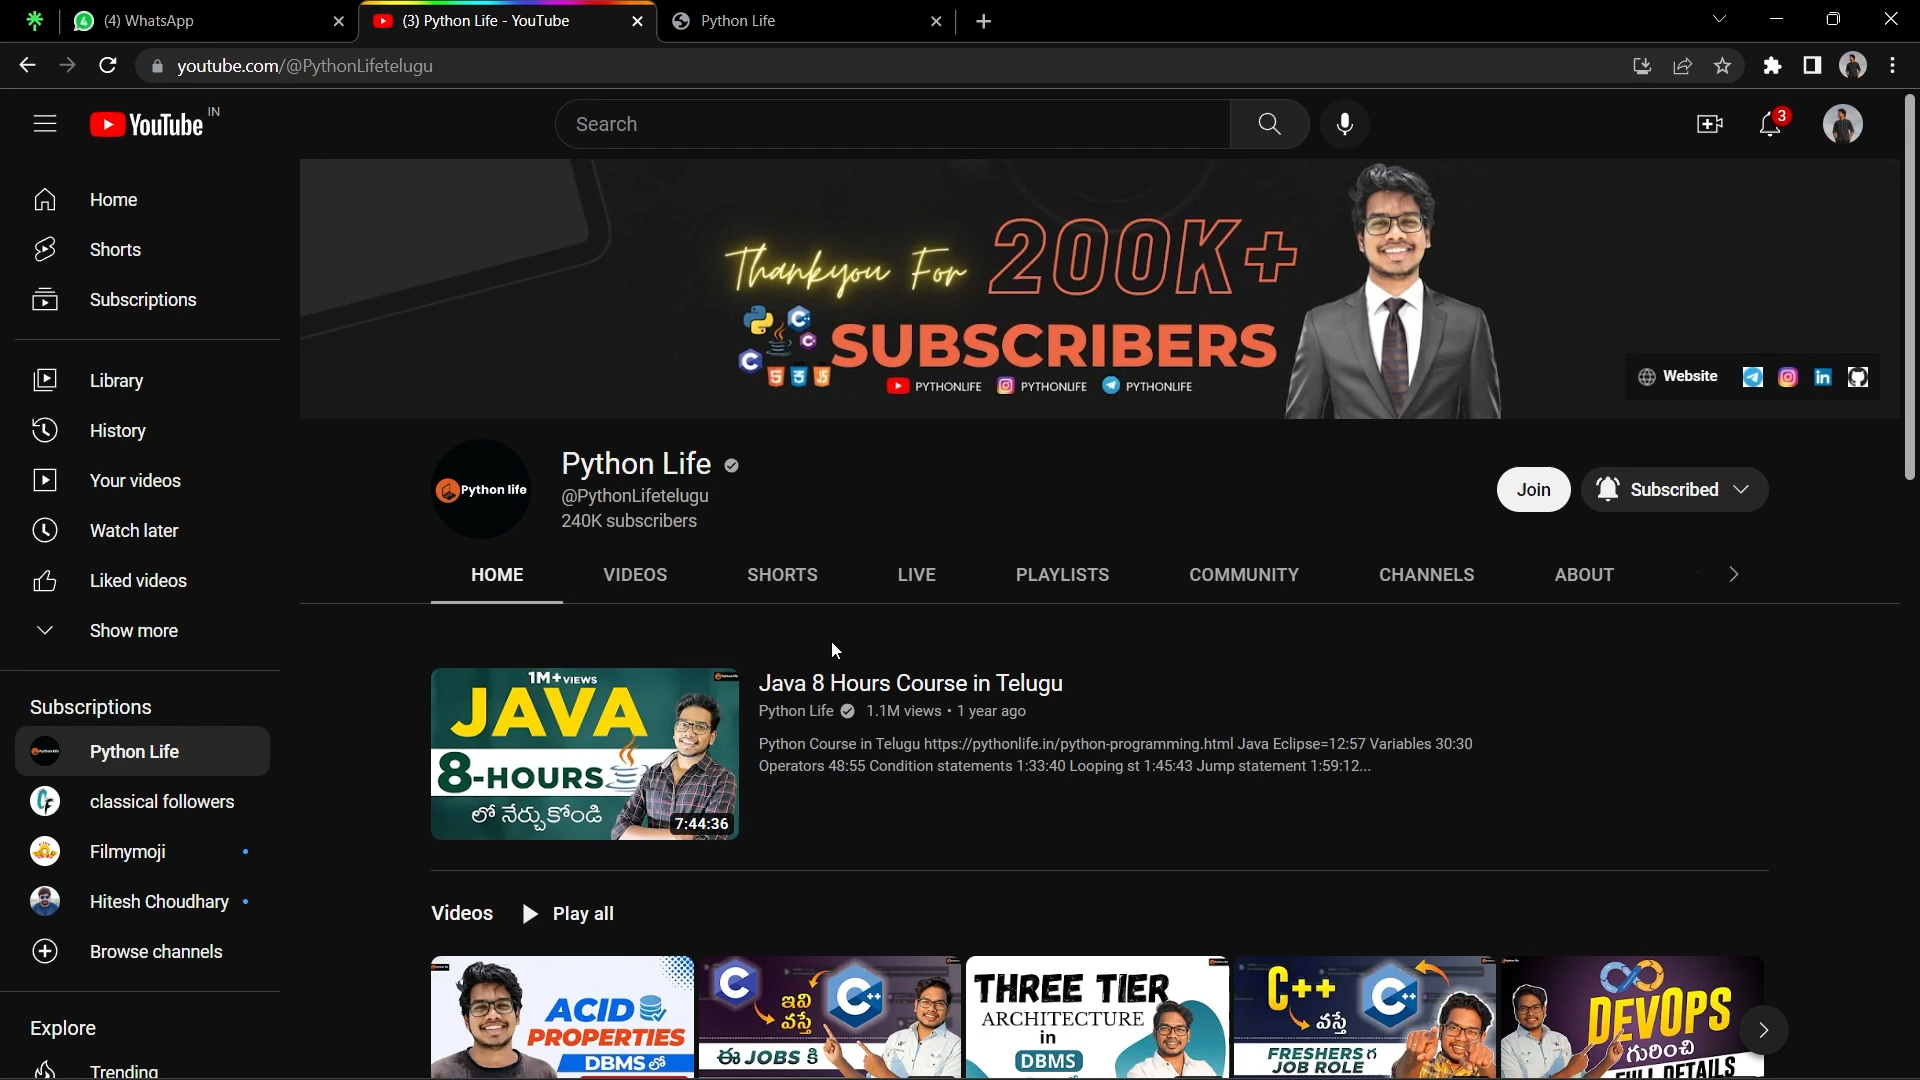 (4) WhatsApp
(3) Python Life - YouTube
Python Life
youtube.com/@PythonLifetelugu
YouTube IN
Search
3
Home
Shorts
Subscriptions
Library
History
Your videos
Watch later
Liked videos
Show more
Subscriptions
Python Life
classical followers
Filmymoji
Hitesh Choudhary
Browse channels
Explore
Trending
Thankyou For 200K+
SUBSCRIBERS
PYTHONLIFE PYTHONLIFE PYTHONLIFE
Website
Python life
Python Life
@PythonLifetelugu
240K subscribers
Join
Subscribed
HOME VIDEOS SHORTS LIVE PLAYLISTS COMMUNITY CHANNELS ABOUT
1M+ VIEWS
JAVA
8-HOURS
లో నేర్చుకోండి
7:44:36
Java 8 Hours Course in Telugu
Python Life 1.1M views • 1 year ago
Python Course in Telugu https://pythonlife.in/python-programming.html Java Eclipse=12:57 Variables 30:30
Operators 48:55 Condition statements 1:33:40 Looping st 1:45:43 Jump statement 1:59:12...
Videos Play all
ACID
PROPERTIES
DBMS లో
ఇవి
వస్తే
ఈ JOBS కి
THREE TIER
ARCHITECTURE
in
DBMS
C++
వస్తే
FRESHERS గ
JOB ROLE
DEVOPS
గురించి
FULL DETAILS